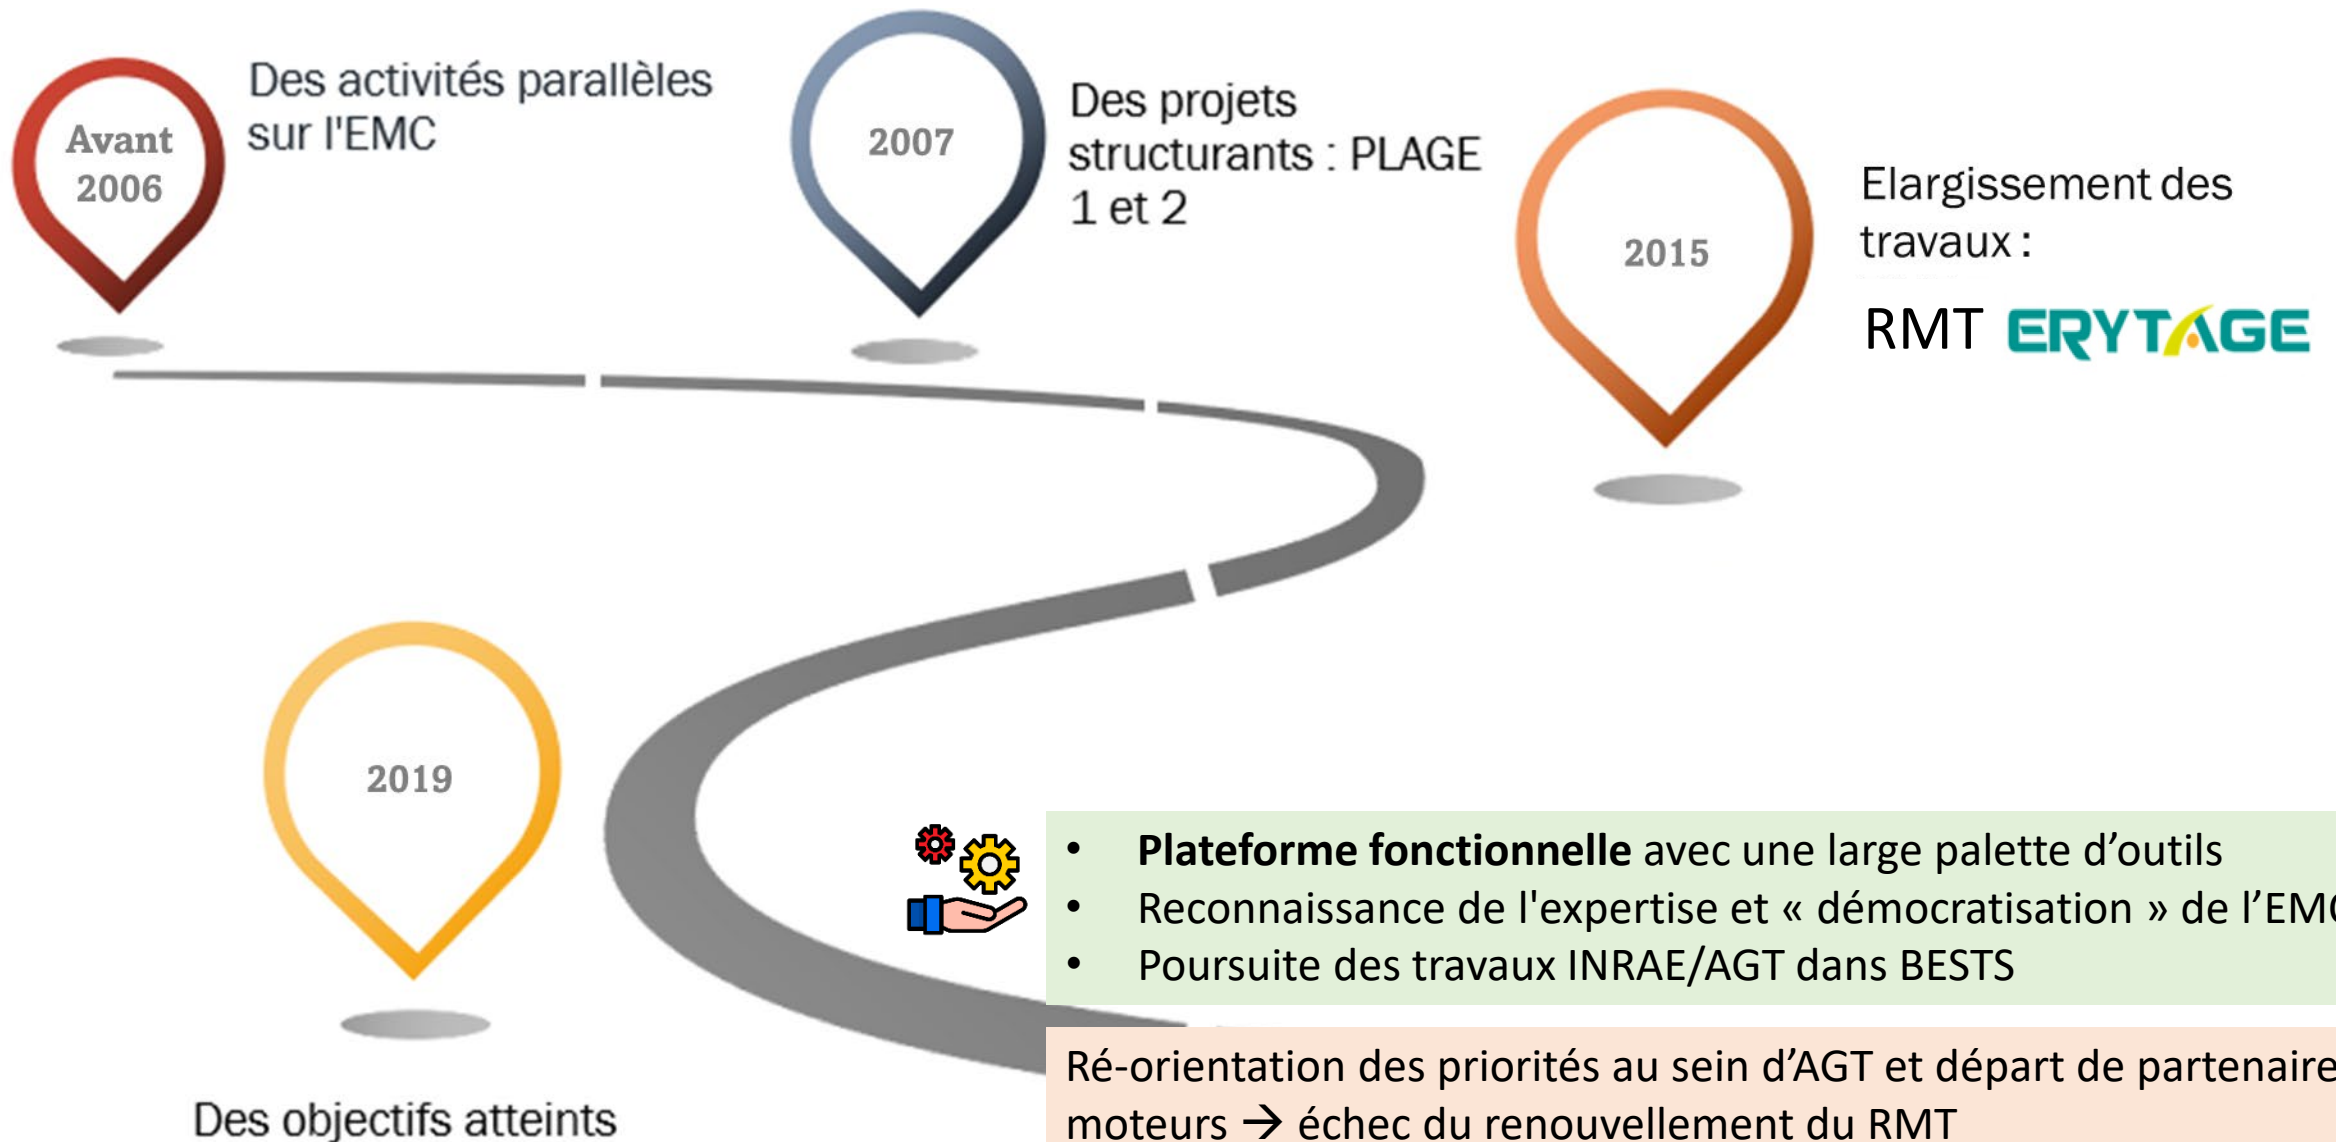 Avant
2006
Des activités parallèles
sur l'EMC
2007
Des projets
structurants : PLAGE
1 et 2
2015
Elargissement des
travaux :
RMT ERYTAGE
2019
Des objectifs atteints
• Plateforme fonctionnelle avec une large palette d’outils
• Reconnaissance de l'expertise et « démocratisation » de l’EMC
• Poursuite des travaux INRAE/AGT dans BESTS
Ré-orientation des priorités au sein d’AGT et départ de partenaire
moteurs → échec du renouvellement du RMT